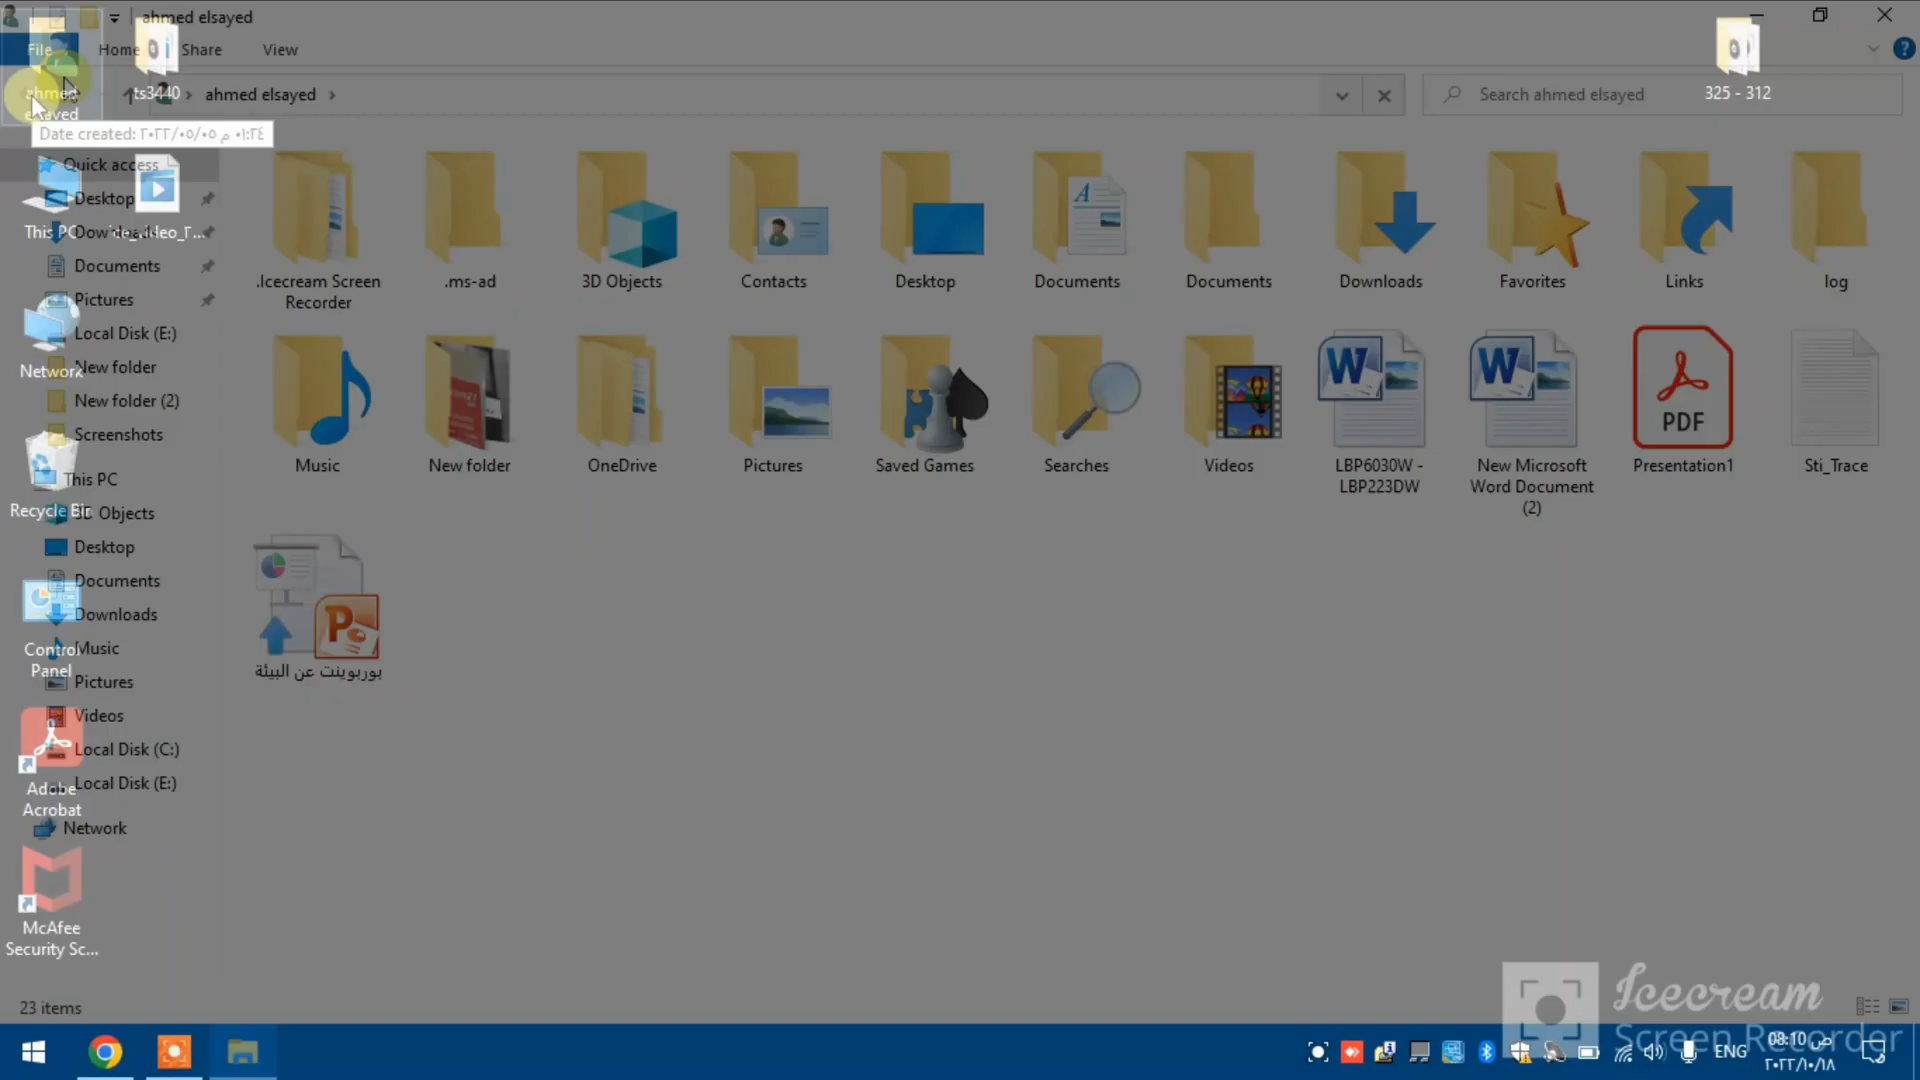 ahmed elsayed
File
Home
Share
View
ahmed elsayed
ts3440
ahmed elsayed
Search ahmed elsayed
325 - 312
Date created: ٢٠٢٢/٠٥/٠٥ م ٠١:٢٤
Quick access
Desktop
This PC
Documents
Pictures
Local Disk (E:)
Network
New folder
New folder (2)
Screenshots
This PC
Recycle Bin
3D Objects
Desktop
Documents
Downloads
Control Panel
Music
Pictures
Videos
Local Disk (C:)
Adobe Acrobat
Local Disk (E:)
Network
McAfee
Security Sc...
.Icecream Screen Recorder
.ms-ad
3D Objects
Contacts
Desktop
Documents
Documents
Downloads
Favorites
Links
log
Music
New folder
OneDrive
Pictures
Saved Games
Searches
Videos
LBP6030W -
LBP223DW
New Microsoft
Word Document
(2)
PDF
Presentation1
Sti_Trace
بوربوينت عن البيئة
23 items
Icecream
Screen Recorder
ENG
08:10 ص
٢٠٢٢/١٠/١٨